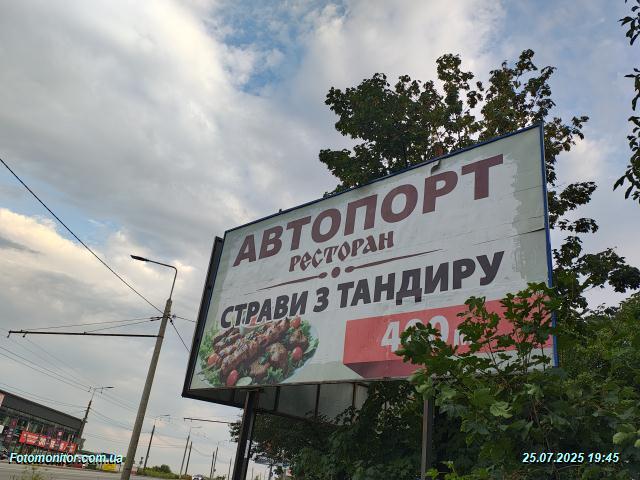 АВТОПОРТ
РЕСТОРАН
СТРАВИ З ТАНДИРУ
Fotomonitor.com.ua
25.07.2025 19:45